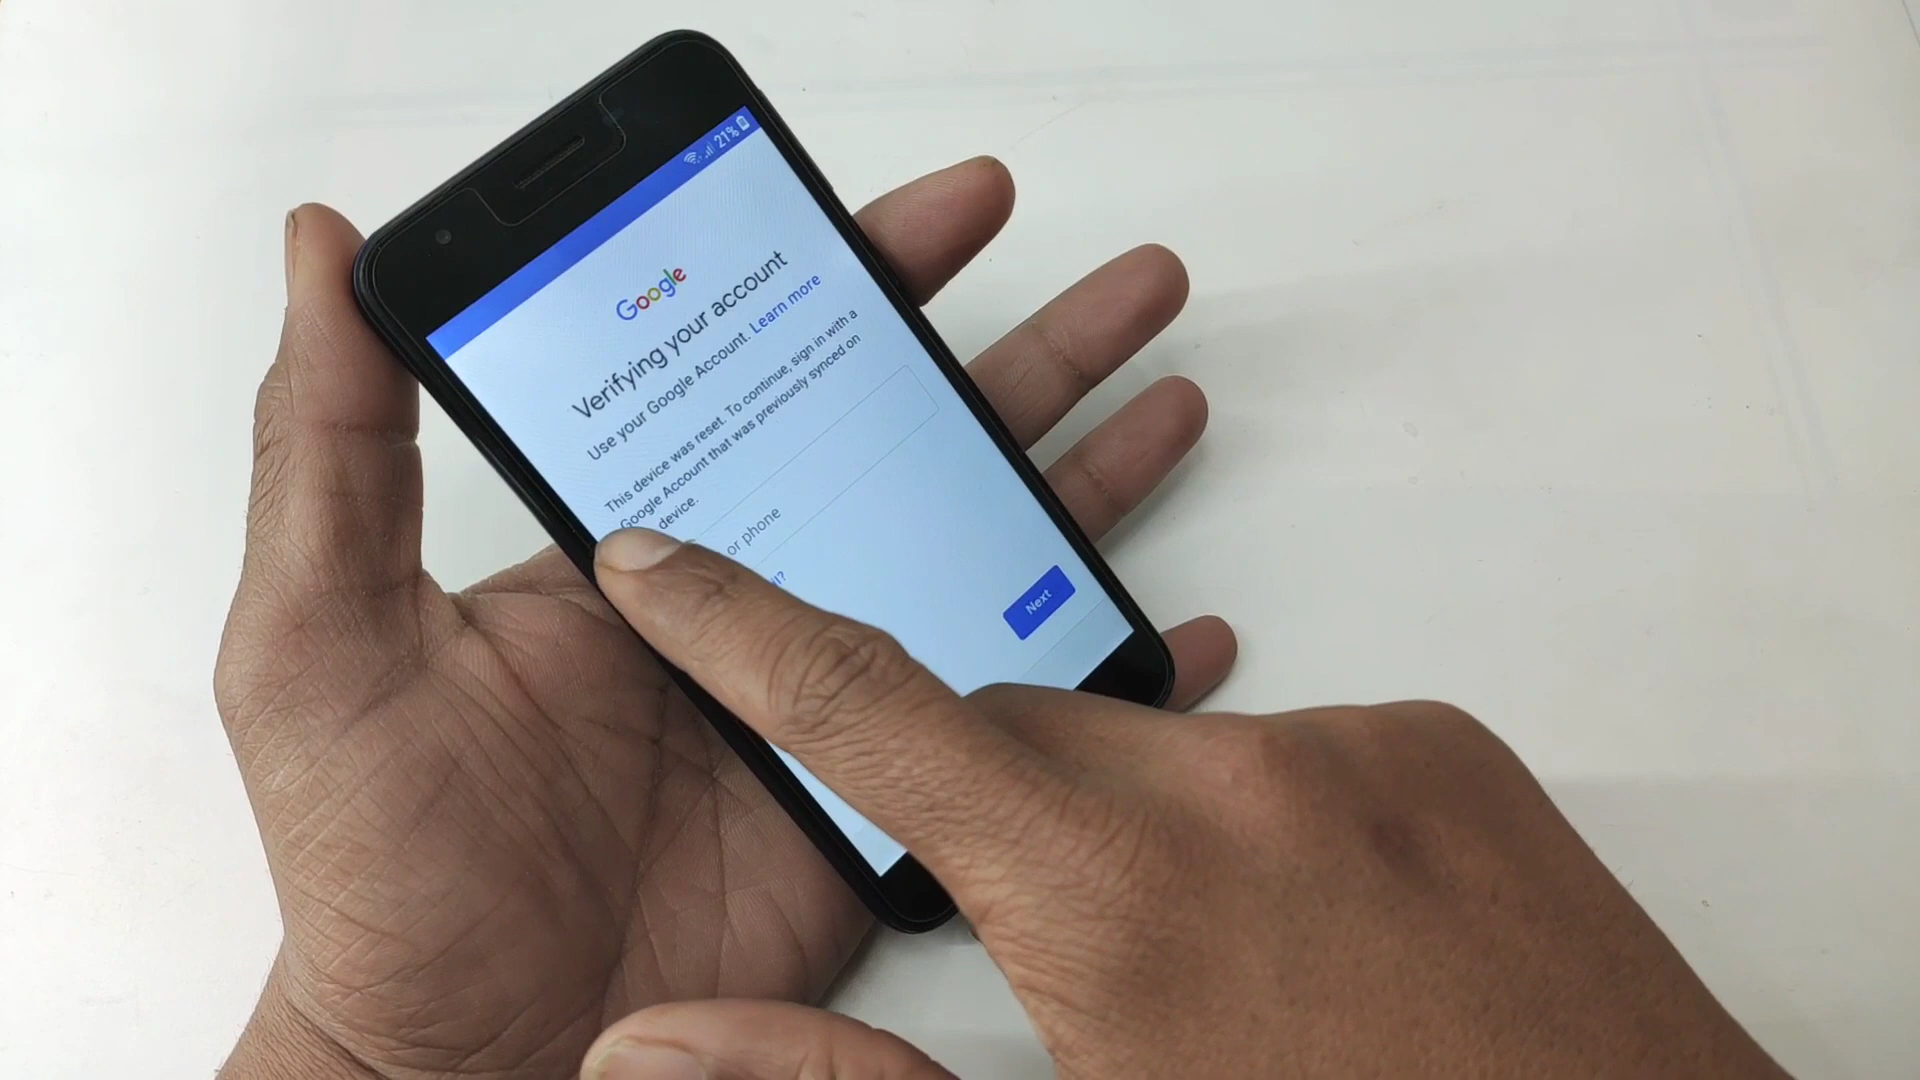 21%
Google
Verifying your account
Use your Google Account. Learn more
This device was reset. To continue, sign in with a
Google Account that was previously synced on
device.
or phone
Next